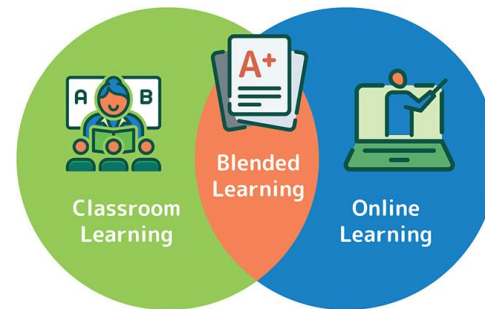 A B
A+
Blended
Learning
Classroom
Learning
Online
Learning